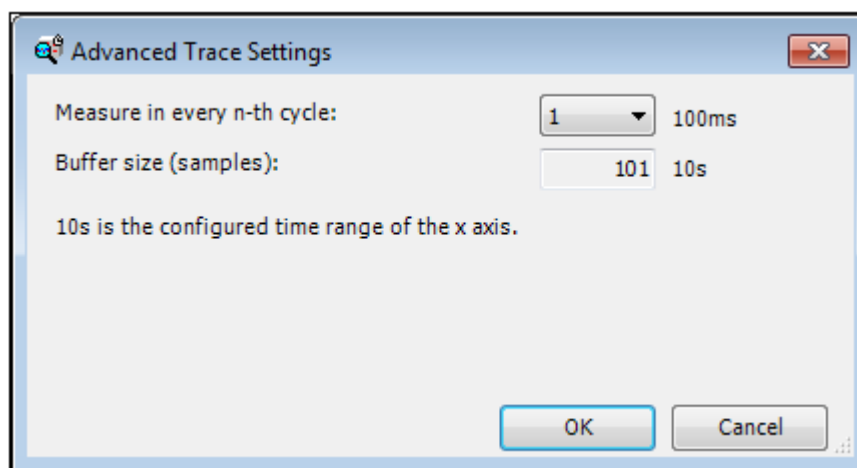 Advanced Trace Settings
Measure in every n-th cycle: 1 100ms
Buffer size (samples): 101 10s
10s is the configured time range of the x axis.
OK Cancel